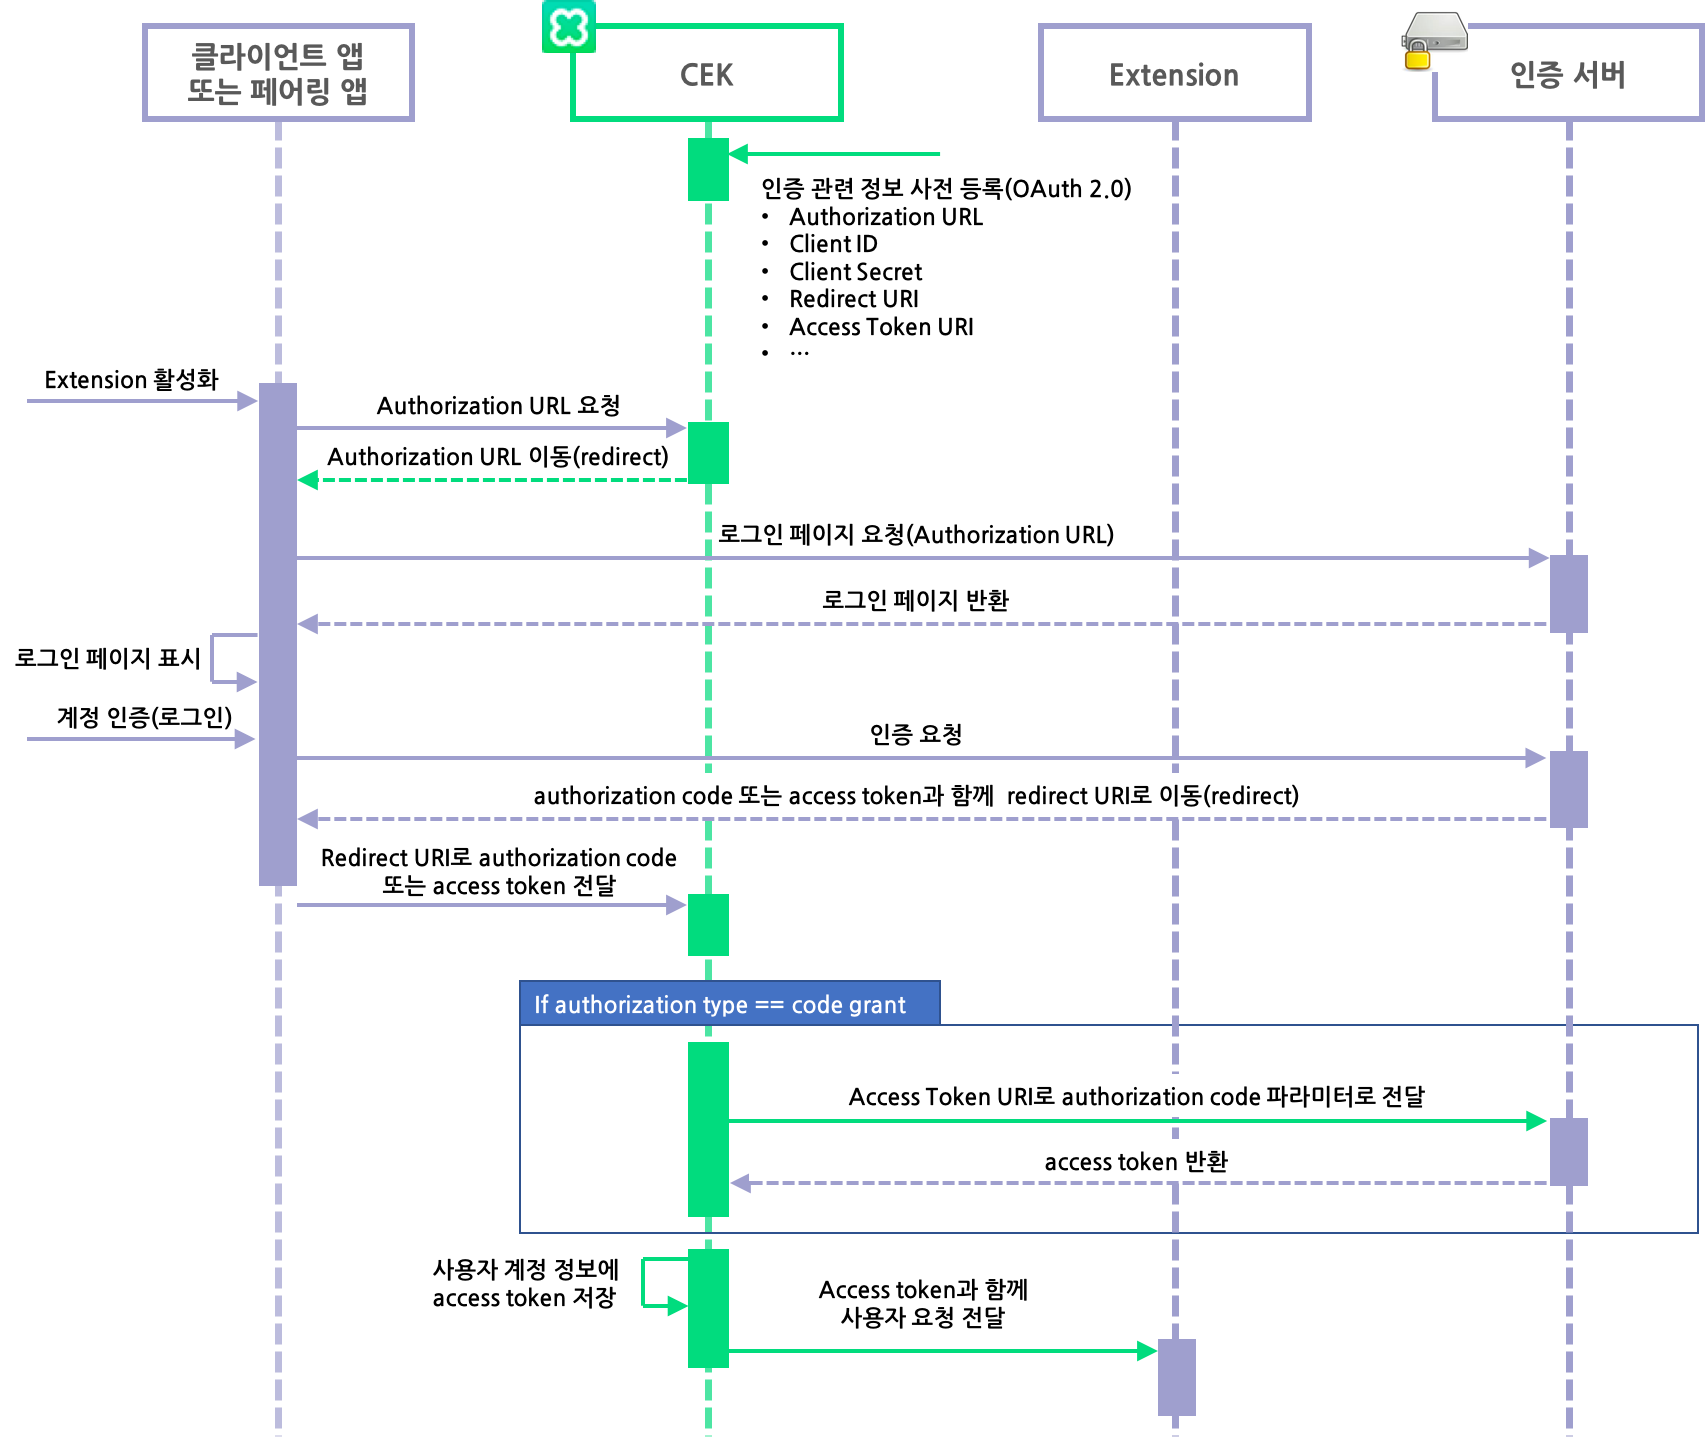 클라이언트 앱
또는 페어링 앱
CEK
Extension
인증 서버
인증 관련 정보 사전 등록(OAuth 2.0)
• Authorization URL
• Client ID
• Client Secret
• Redirect URI
• Access Token URI
• …
Extension 활성화
Authorization URL 요청
Authorization URL 이동(redirect)
로그인 페이지 요청(Authorization URL)
로그인 페이지 반환
로그인 페이지 표시
계정 인증(로그인)
인증 요청
authorization code 또는 access token과 함께 redirect URI로 이동(redirect)
Redirect URI로 authorization code
또는 access token 전달
If authorization type == code grant
Access Token URI로 authorization code 파라미터로 전달
access token 반환
사용자 계정 정보에
access token 저장
Access token과 함께
사용자 요청 전달